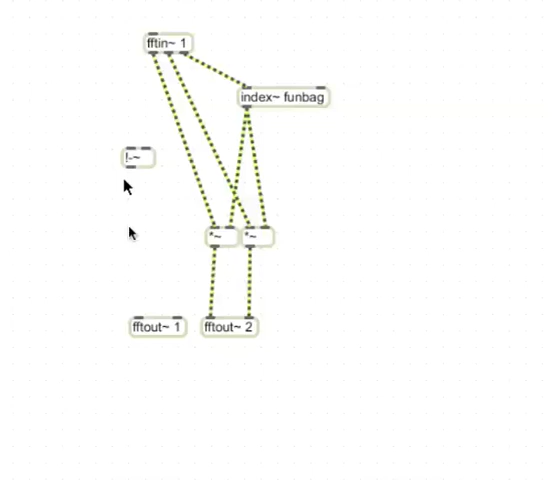 fftin~ 1
index~ funbag
!-~
*~ *~
fftout~ 1 fftout~ 2